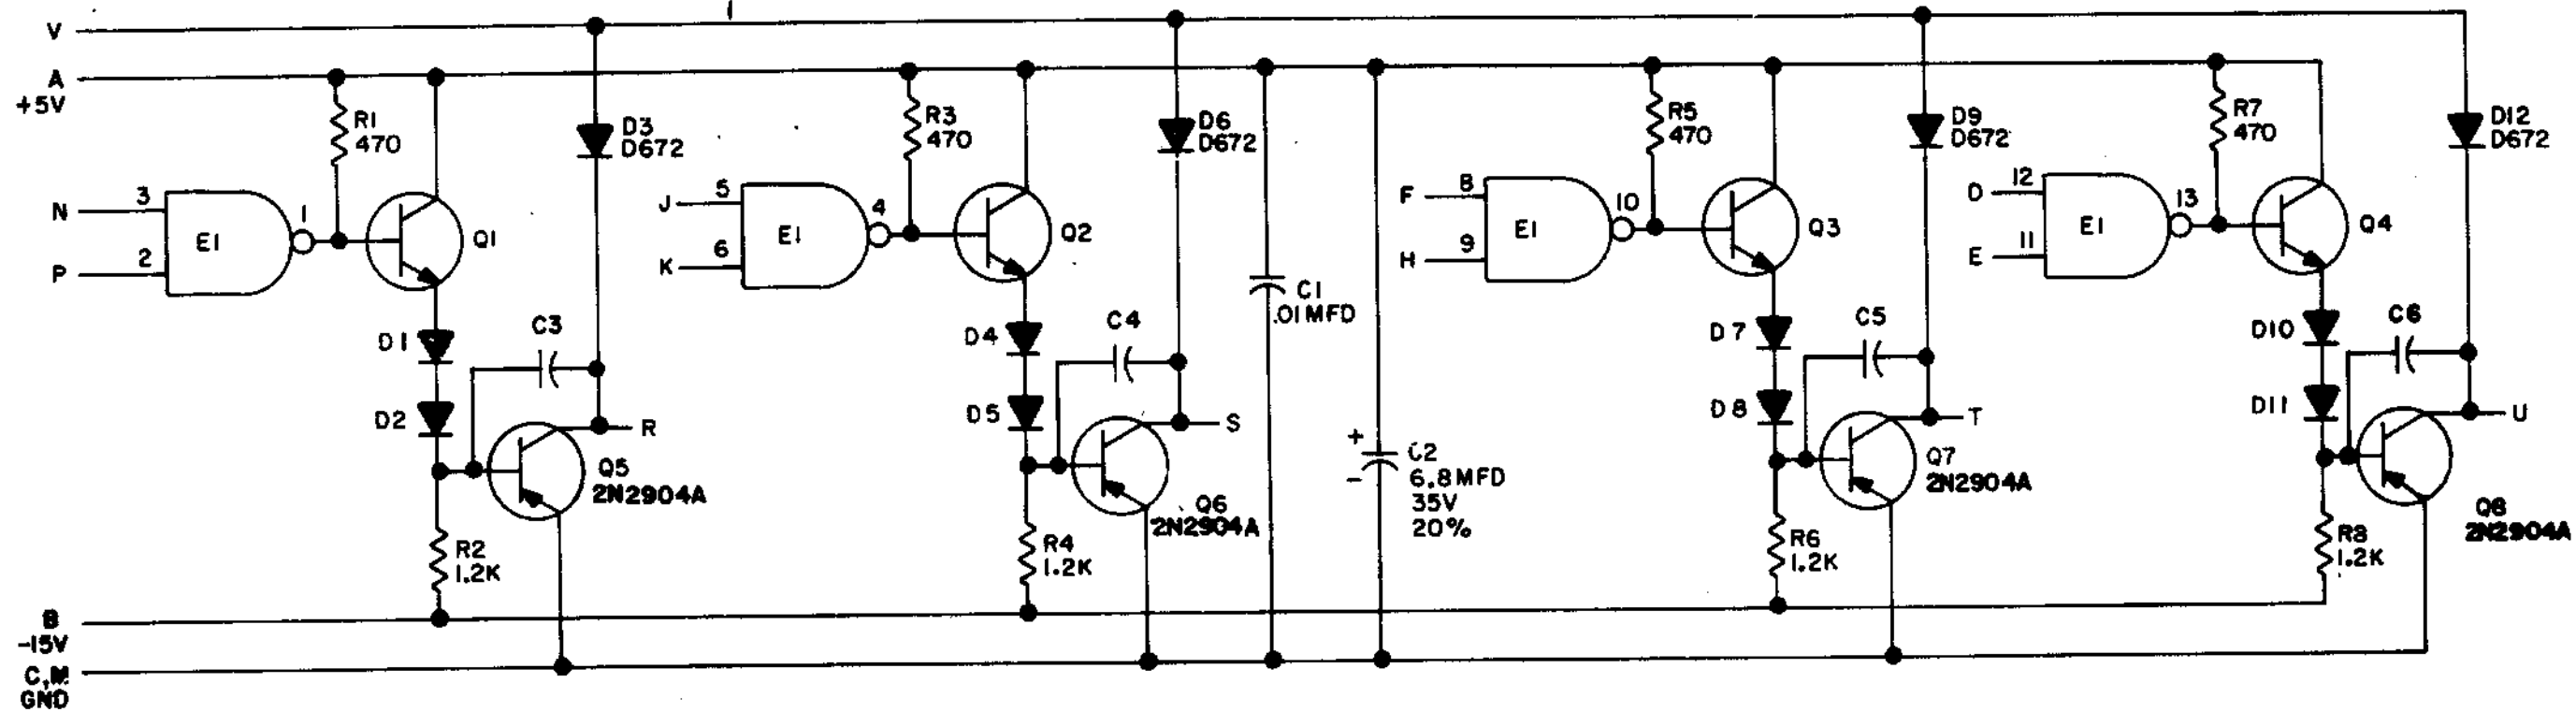 V
A
+5V
R1
470
D3
D672
R3
470
D6
D672
R5
470
D9
D672
R7
470
D12
D672
N
3
P
2
E1
1
Q1
J
5
K
6
E1
4
Q2
F
8
H
9
E1
10
Q3
D
12
E
11
E1
13
Q4
C1
.01MFD
D1
C3
D4
C4
D7
C5
D10
C6
D2
R
D5
S
D8
T
D11
U
Q5
2N2904A
Q6
2N2904A
+
-
C2
6.8MFD
35V
20%
Q7
2N2904A
Q8
2N2904A
R2
1.2K
R4
1.2K
R6
1.2K
R8
1.2K
B
-15V
C,M
GND